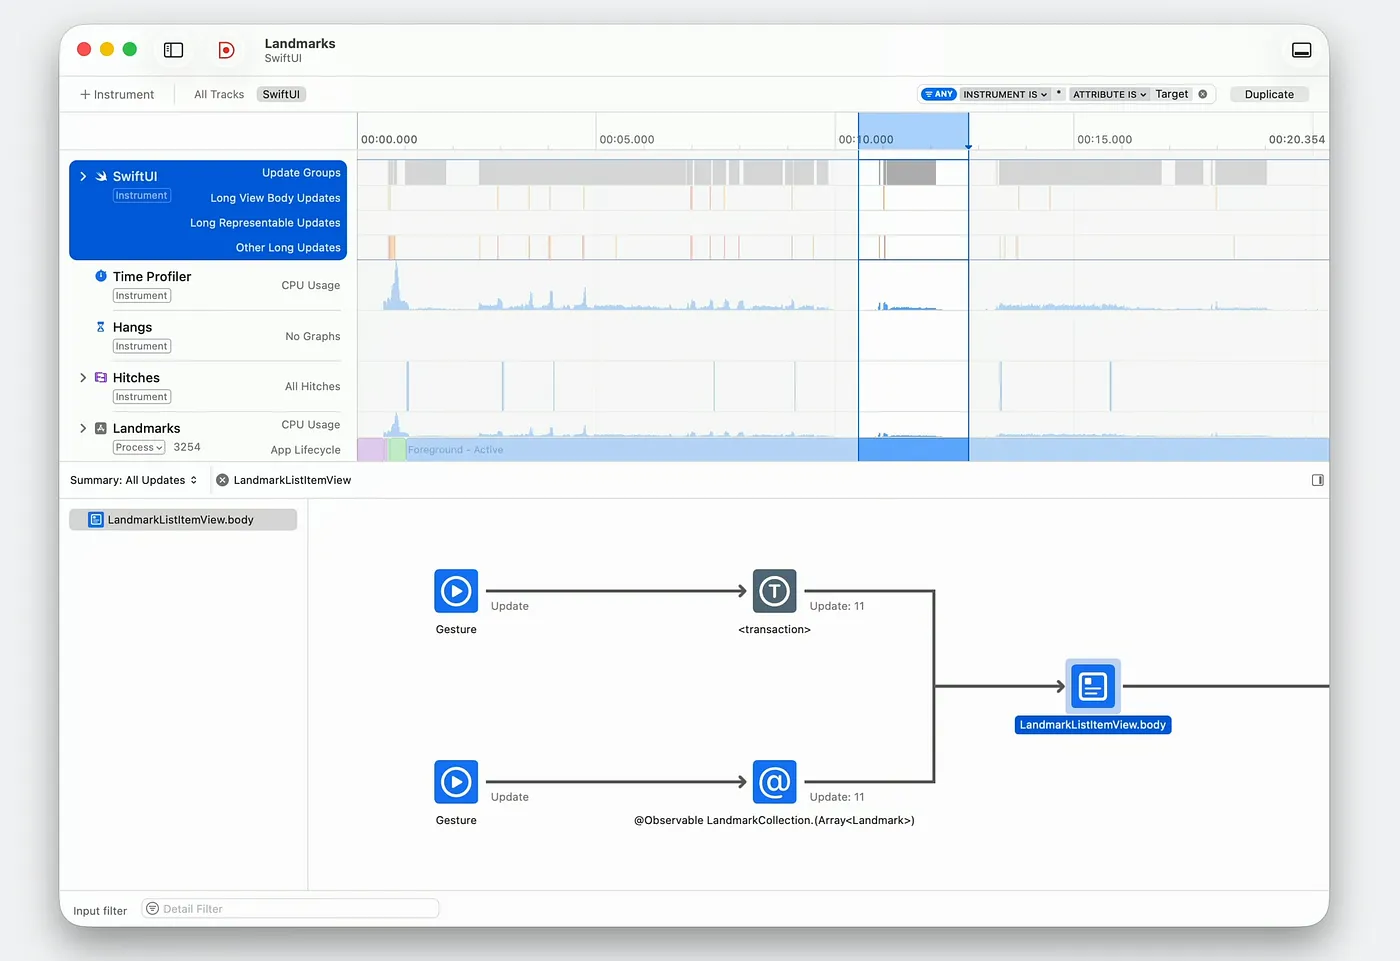 Landmarks
SwiftUI
+ Instrument
All Tracks
SwiftUI
ANY
INSTRUMENT IS
*
ATTRIBUTE IS
Target
Duplicate
00:00.000
00:05.000
00:10.000
00:15.000
00:20.354
SwiftUI
Instrument
Update Groups
Long View Body Updates
Long Representable Updates
Other Long Updates
Time Profiler
Instrument
CPU Usage
Hangs
Instrument
No Graphs
Hitches
Instrument
All Hitches
Landmarks
Process
3254
CPU Usage
App Lifecycle
Foreground - Active
Summary: All Updates
LandmarkListItemView
LandmarkListItemView.body
Gesture
Update
T
<transaction>
Update: 11
LandmarkListItemView.body
Gesture
Update
@
@Observable LandmarkCollection.(Array<Landmark>)
Update: 11
Input filter
Detail Filter